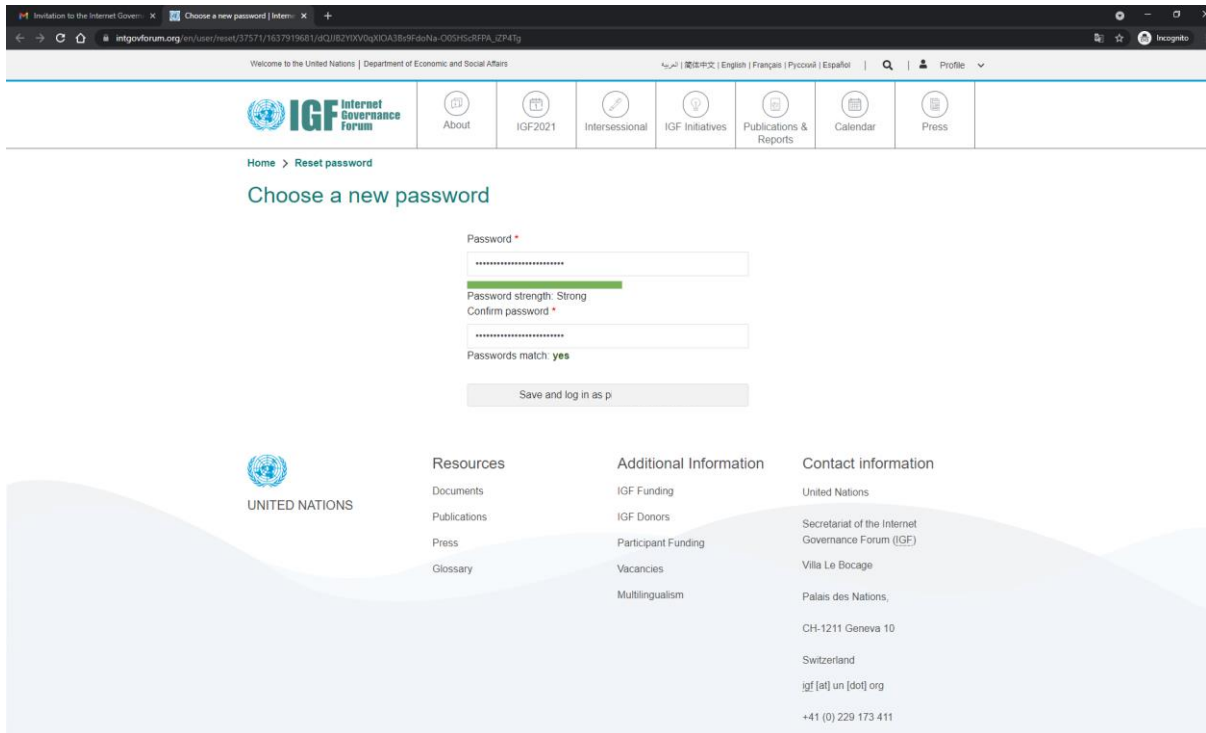 Invitation to the Internet Govern
Choose a new password | Intern
intgovforum.org/en/user/reset/37571/1637919681/
Incognito
Welcome to the United Nations | Department of Economic and Social Affairs
العربية | 简体中文 | English | Français | Русский | Español | | Profile
IGF Internet Governance Forum
About
IGF2021
Intersessional
IGF Initiatives
Publications & Reports
Calendar
Press
Home > Reset password
Choose a new password
Password *
Password strength: Strong
Confirm password *
Passwords match: yes
Save and log in as p
UNITED NATIONS
Resources
Documents
Publications
Press
Glossary
Additional Information
IGF Funding
IGF Donors
Participant Funding
Vacancies
Multilingualism
Contact information
United Nations
Secretariat of the Internet
Governance Forum (IGF)
Villa Le Bocage
Palais des Nations,
CH-1211 Geneva 10
Switzerland
igf [at] un [dot] org
+41 (0) 229 173 411